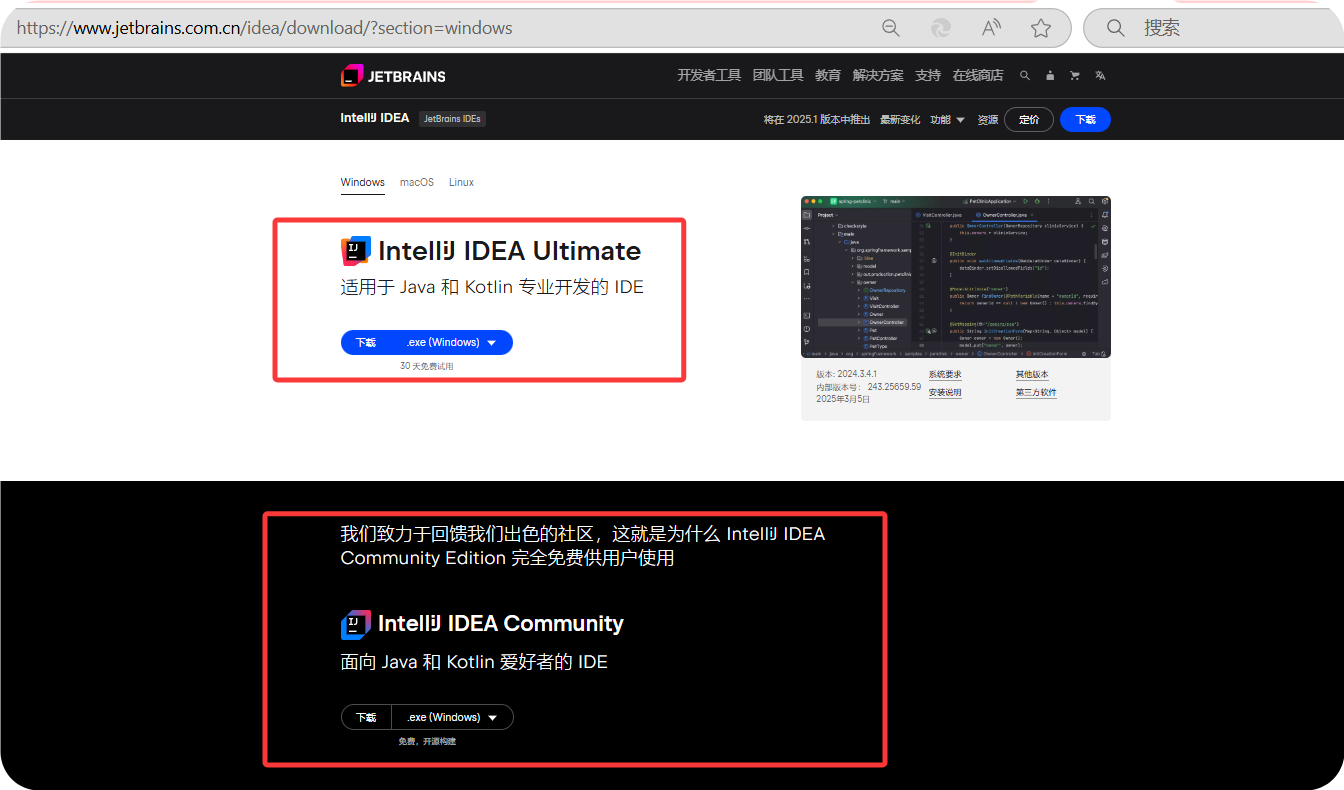 https://www.jetbrains.com.cn/idea/download/?section=windows
搜索
JETBRAINS
开发者工具 团队工具 教育 解决方案 支持 在线商店
IntelliJ IDEA JetBrains IDEs
将在 2025.1 版本中推出 最新变化 功能 资源 定价 下载
Windows macOS Linux
IntelliJ IDEA Ultimate
适用于 Java 和 Kotlin 专业开发的 IDE
下载 .exe (Windows)
30 天免费试用
版本: 2024.3.4.1
内部版本号: 243.25659.59
2025年3月5日
系统要求
安装说明
其他版本
第三方软件
我们致力于回馈我们出色的社区，这就是为什么 IntelliJ IDEA
Community Edition 完全免费供用户使用
IntelliJ IDEA Community
面向 Java 和 Kotlin 爱好者的 IDE
下载 .exe (Windows)
免费，开源构建